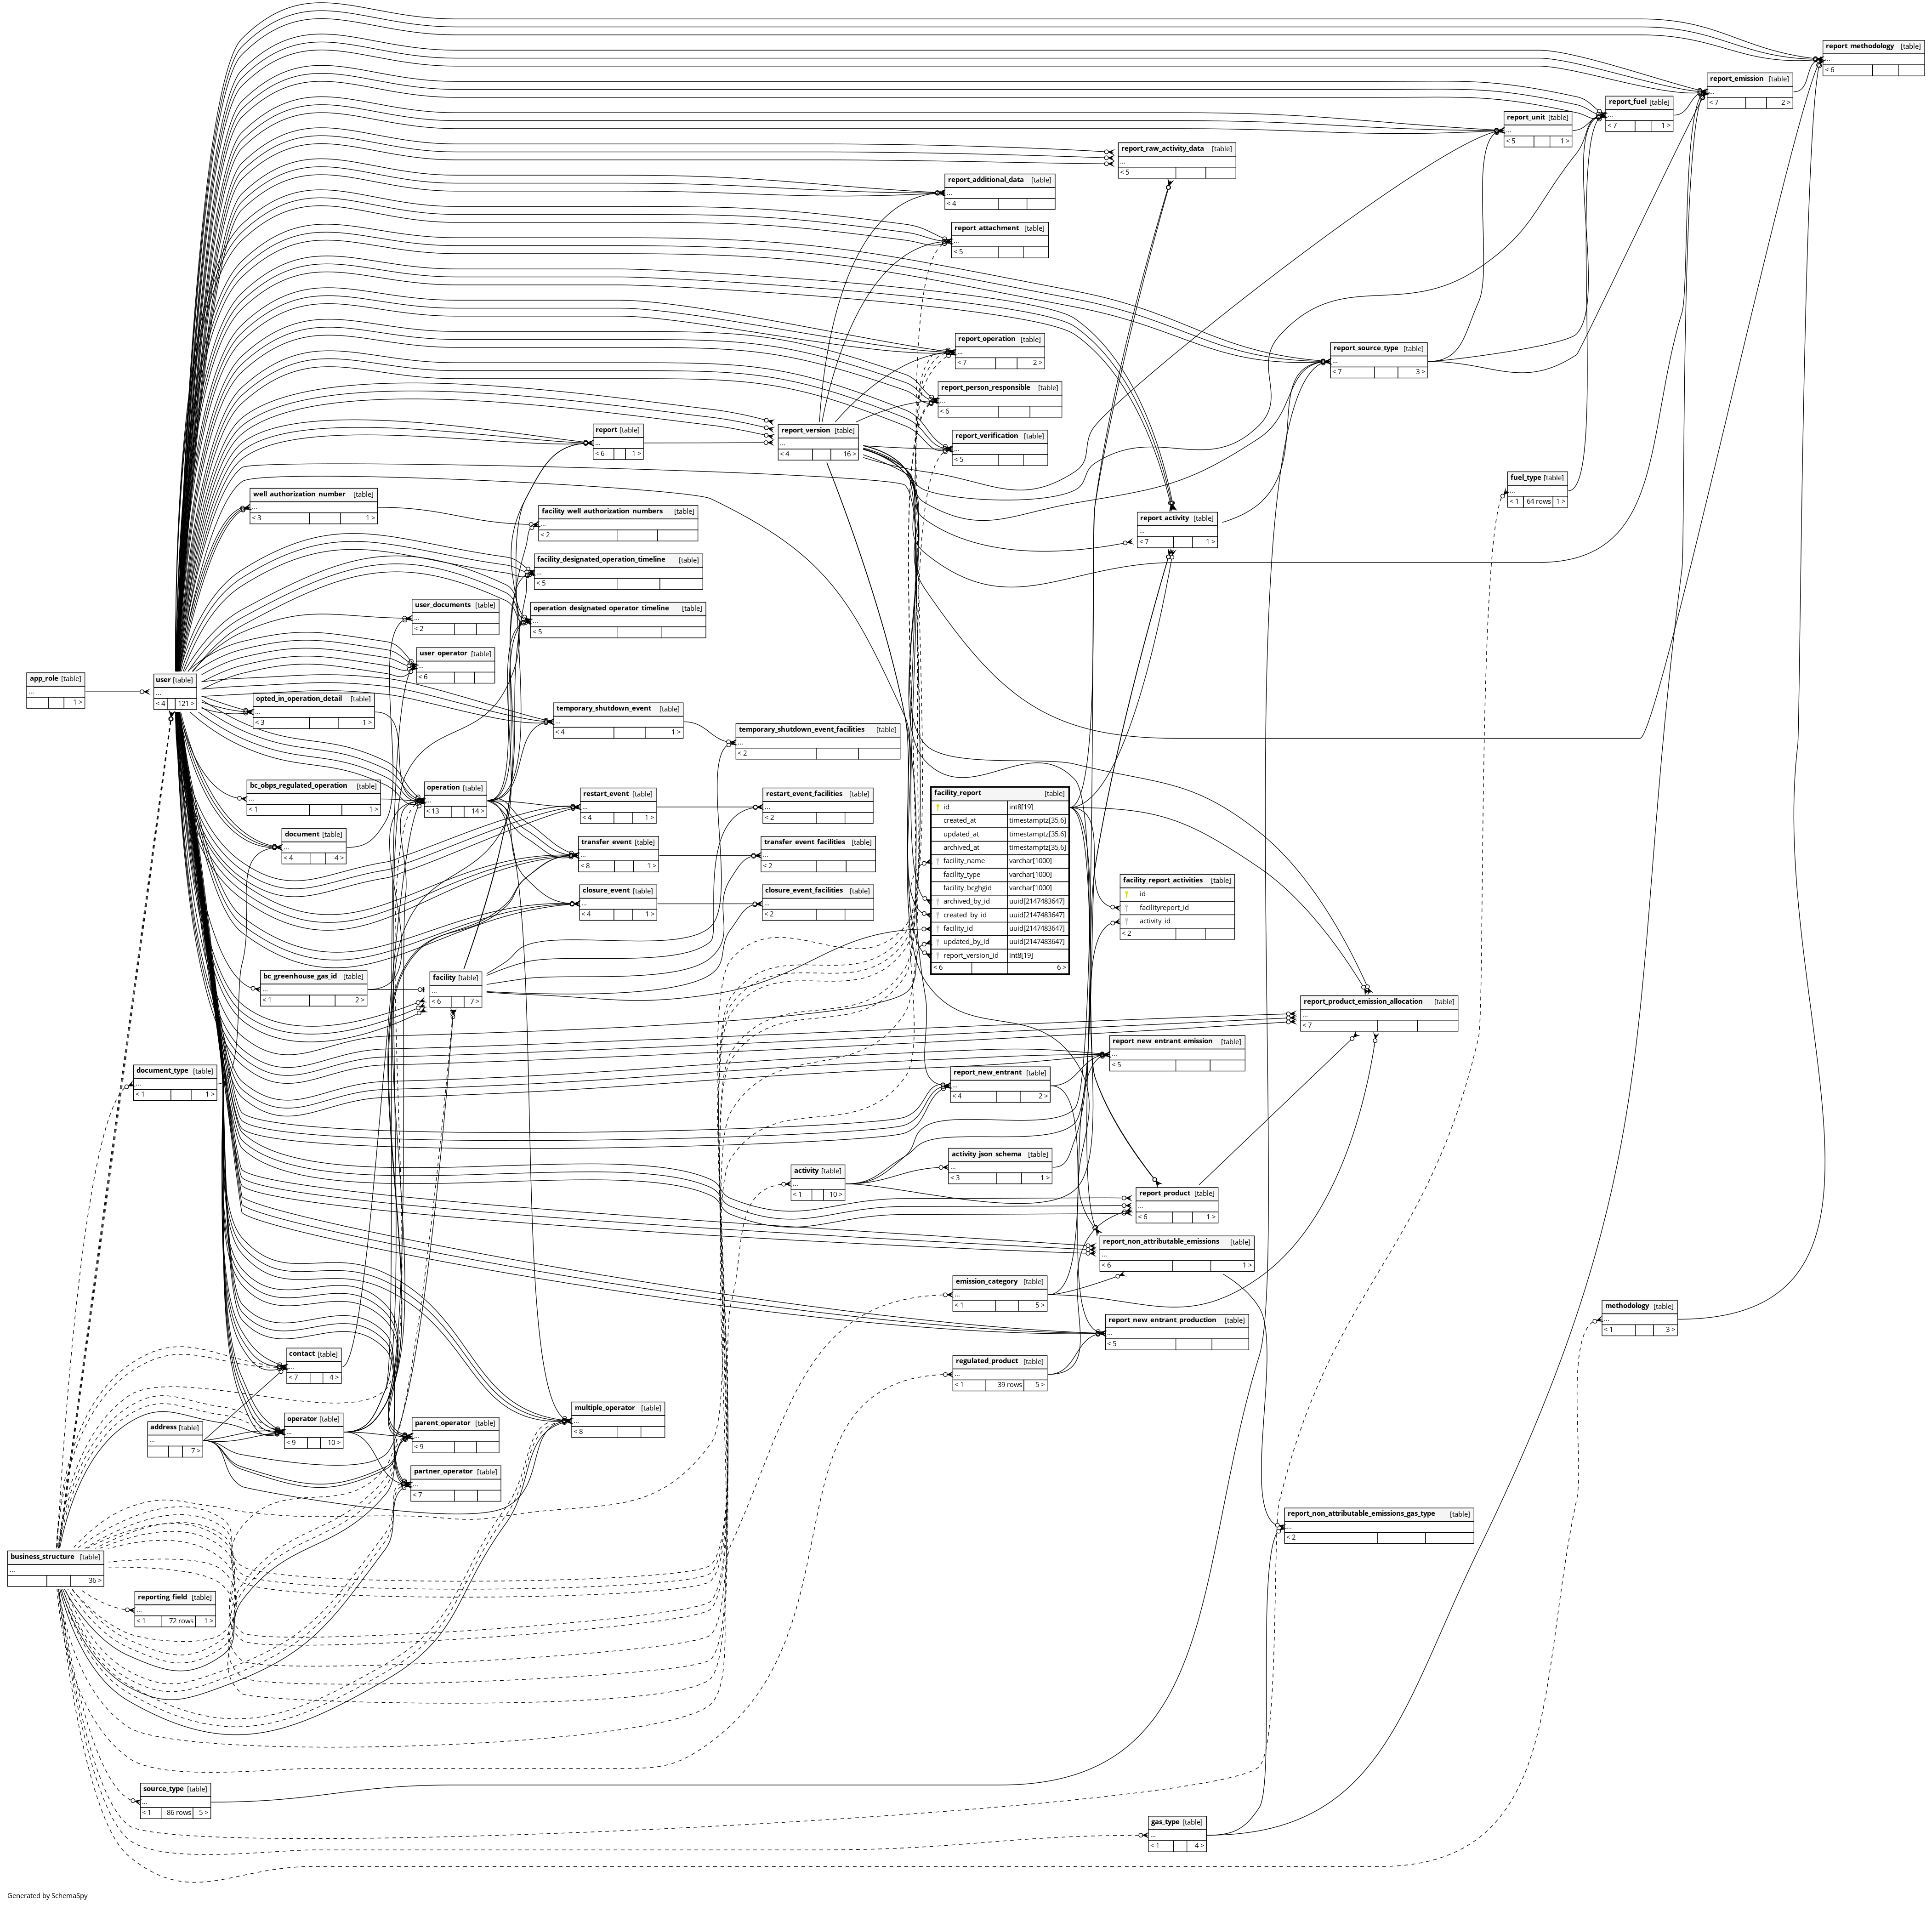 report_methodology [table]
...
< 6
report_emission [table]
...
< 7 2 >
report_fuel [table]
...
< 7 1 >
report_unit [table]
...
< 5 1 >
report_raw_activity_data [table]
...
< 5
report_additional_data [table]
...
< 4
report_attachment [table]
...
< 5
report_operation [table]
...
< 7 2 >
report_source_type [table]
...
< 7 3 >
report_person_responsible [table]
...
< 6
report [table]
...
< 6 1 >
report_version [table]
...
< 4 16 >
report_verification [table]
...
< 5
fuel_type [table]
...
< 1 64 rows 1 >
well_authorization_number [table]
...
< 3 1 >
facility_well_authorization_numbers [table]
...
< 2
report_activity [table]
...
< 7 1 >
facility_designated_operation_timeline [table]
...
< 5
user_documents [table]
...
< 2
operation_designated_operator_timeline [table]
...
< 5
user_operator [table]
...
< 6
app_role [table]
...
1 >
user [table]
...
< 4 121 >
opted_in_operation_detail [table]
...
< 3 1 >
temporary_shutdown_event [table]
...
< 4 1 >
temporary_shutdown_event_facilities [table]
...
< 2
bc_obps_regulated_operation [table]
...
< 1 1 >
operation [table]
...
< 13 14 >
restart_event [table]
...
< 4 1 >
restart_event_facilities [table]
...
< 2
document [table]
...
< 4 4 >
transfer_event [table]
...
< 8 1 >
transfer_event_facilities [table]
...
< 2
closure_event [table]
...
< 4 1 >
closure_event_facilities [table]
...
< 2
facility_report [table]
id int8[19]
created_at timestamptz[35,6]
updated_at timestamptz[35,6]
archived_at timestamptz[35,6]
facility_name varchar[1000]
facility_type varchar[1000]
facility_bcghgid varchar[1000]
archived_by_id uuid[2147483647]
created_by_id uuid[2147483647]
facility_id uuid[2147483647]
updated_by_id uuid[2147483647]
report_version_id int8[19]
< 6 6 >
facility_report_activities [table]
id
facilityreport_id
activity_id
< 2
bc_greenhouse_gas_id [table]
...
< 1 2 >
facility [table]
...
< 6 7 >
report_product_emission_allocation [table]
...
< 7
report_new_entrant_emission [table]
...
< 5
document_type [table]
...
< 1 1 >
report_new_entrant [table]
...
< 4 2 >
activity_json_schema [table]
...
< 3 1 >
activity [table]
...
< 1 10 >
report_product [table]
...
< 6 1 >
report_non_attributable_emissions [table]
...
< 6 1 >
emission_category [table]
...
< 1 5 >
methodology [table]
...
< 1 3 >
report_new_entrant_production [table]
...
< 5
contact [table]
...
< 7 4 >
regulated_product [table]
...
< 1 39 rows 5 >
multiple_operator [table]
...
< 8
address [table]
...
7 >
operator [table]
...
< 9 10 >
parent_operator [table]
...
< 9
partner_operator [table]
...
< 7
report_non_attributable_emissions_gas_type [table]
...
< 2
business_structure [table]
...
36 >
reporting_field [table]
...
< 1 72 rows 1 >
source_type [table]
...
< 1 86 rows 5 >
gas_type [table]
...
< 1 4 >
Generated by SchemaSpy